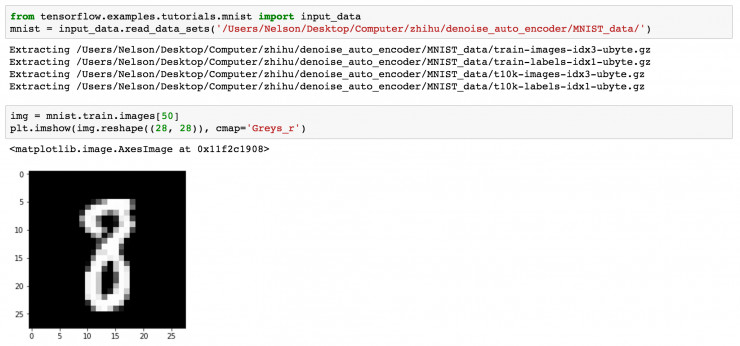 from tensorflow.examples.tutorials.mnist import input_data
mnist = input_data.read_data_sets('/Users/Nelson/Desktop/Computer/zhihu/denoise_auto_encoder/MNIST_data/')
Extracting /Users/Nelson/Desktop/Computer/zhihu/denoise_auto_encoder/MNIST_data/train-images-idx3-ubyte.gz
Extracting /Users/Nelson/Desktop/Computer/zhihu/denoise_auto_encoder/MNIST_data/train-labels-idx1-ubyte.gz
Extracting /Users/Nelson/Desktop/Computer/zhihu/denoise_auto_encoder/MNIST_data/t10k-images-idx3-ubyte.gz
Extracting /Users/Nelson/Desktop/Computer/zhihu/denoise_auto_encoder/MNIST_data/t10k-labels-idx1-ubyte.gz
img = mnist.train.images[50]
plt.imshow(img.reshape((28, 28)), cmap='Greys_r')
<matplotlib.image.AxesImage at 0x11f2c1908>
0
5
10
15
20
25
8
0 5 10 15 20 25